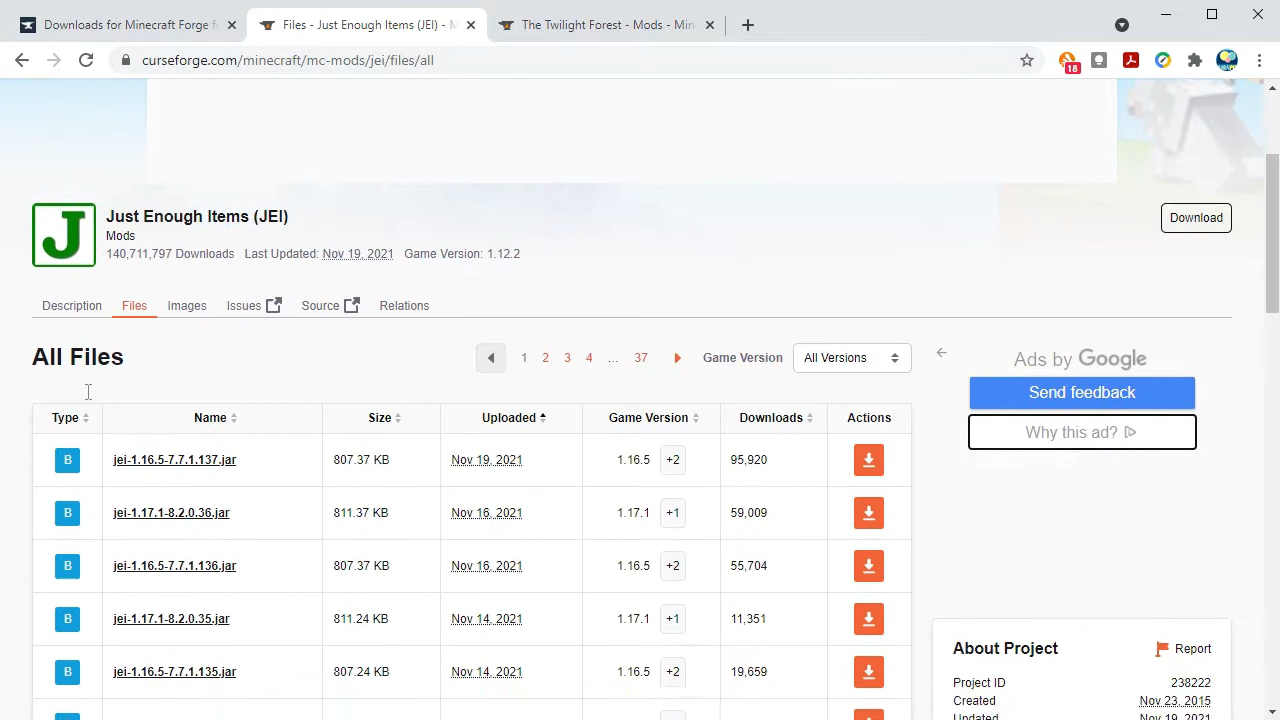 Downloads for Minecraft Forge f
Files - Just Enough Items (JEI) - M
The Twilight Forest - Mods - Min
curseforge.com/minecraft/mc-mods/jei/files/all
18
J
Just Enough Items (JEI)
Mods
140,711,797 Downloads Last Updated: Nov 19, 2021 Game Version: 1.12.2
Download
Description Files Images Issues Source Relations
All Files
1 2 3 4 ... 37 Game Version All Versions
Type Name Size Uploaded Game Version Downloads Actions
B jei-1.16.5-7.7.1.137.jar 807.37 KB Nov 19, 2021 1.16.5 +2 95,920
B jei-1.17.1-8.2.0.36.jar 811.37 KB Nov 16, 2021 1.17.1 +1 59,009
B jei-1.16.5-7.7.1.136.jar 807.37 KB Nov 16, 2021 1.16.5 +2 55,704
B jei-1.17.1-8.2.0.35.jar 811.24 KB Nov 14, 2021 1.17.1 +1 11,351
B jei-1.16.5-7.7.1.135.jar 807.24 KB Nov 14, 2021 1.16.5 +2 19,659
Ads by Google
Send feedback
Why this ad?
About Project
Report
Project ID 238222
Created Nov 23, 2015
Updated Nov 19, 2021